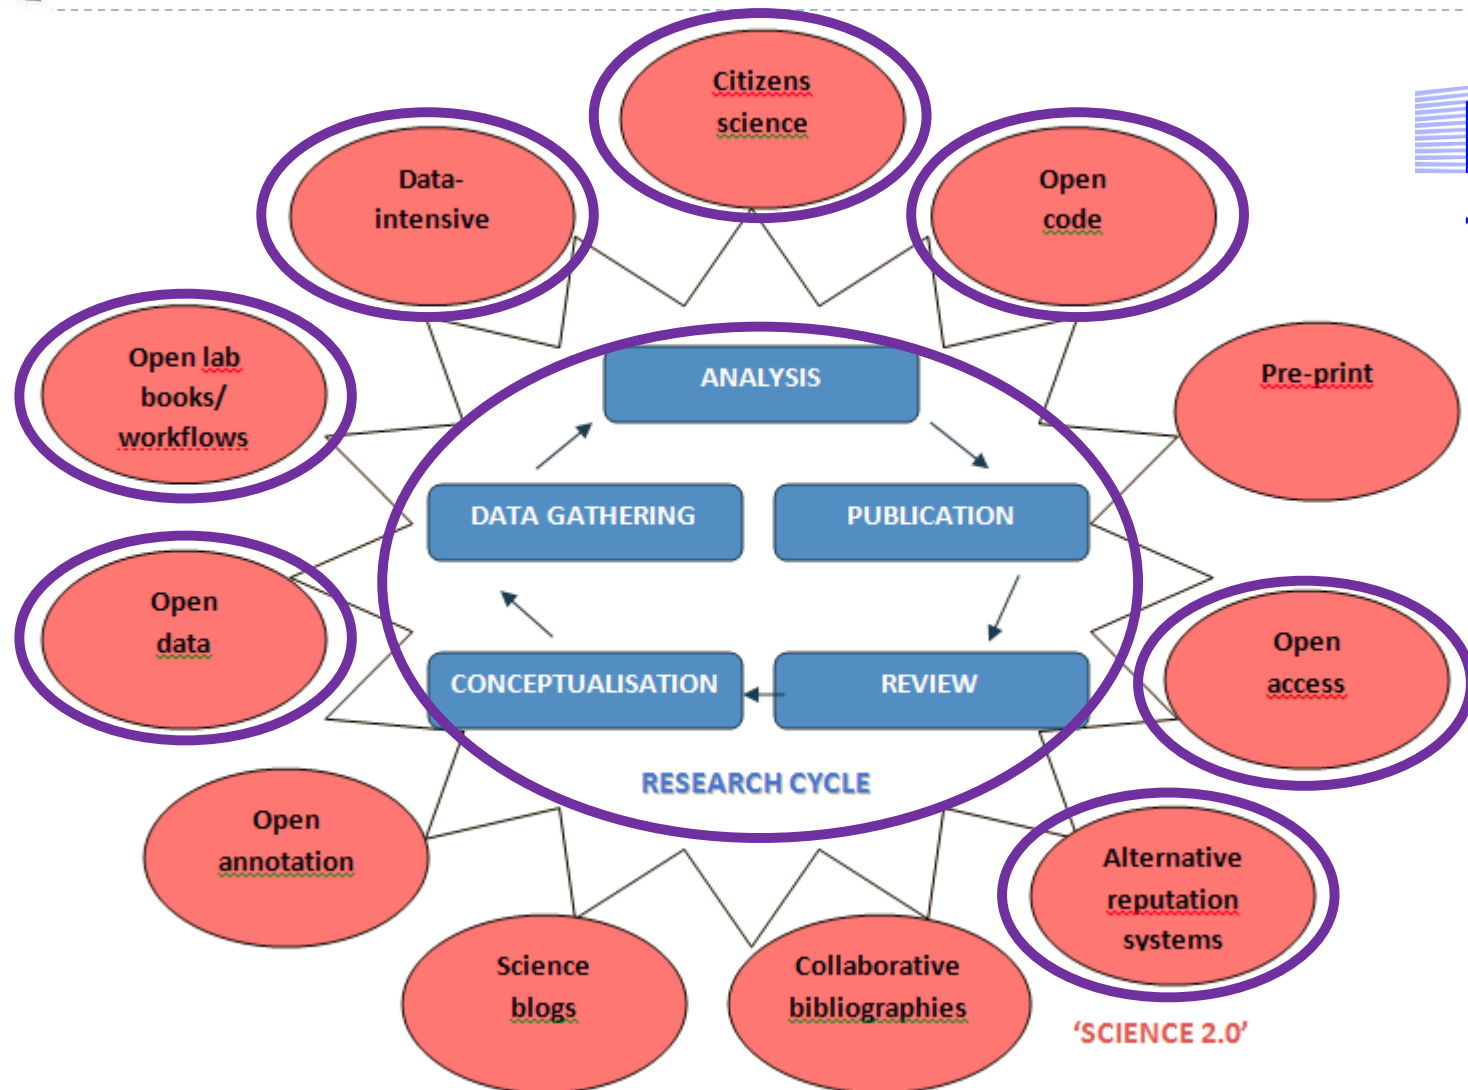 Citizens
science
Data-
intensive
Open
code
Open lab
books/
workflows
Pre-print
ANALYSIS
DATA GATHERING
PUBLICATION
Open
data
Open
access
CONCEPTUALISATION
REVIEW
RESEARCH CYCLE
Open
annotation
Alternative
reputation
systems
Science
blogs
Collaborative
bibliographies
‘SCIENCE 2.0’